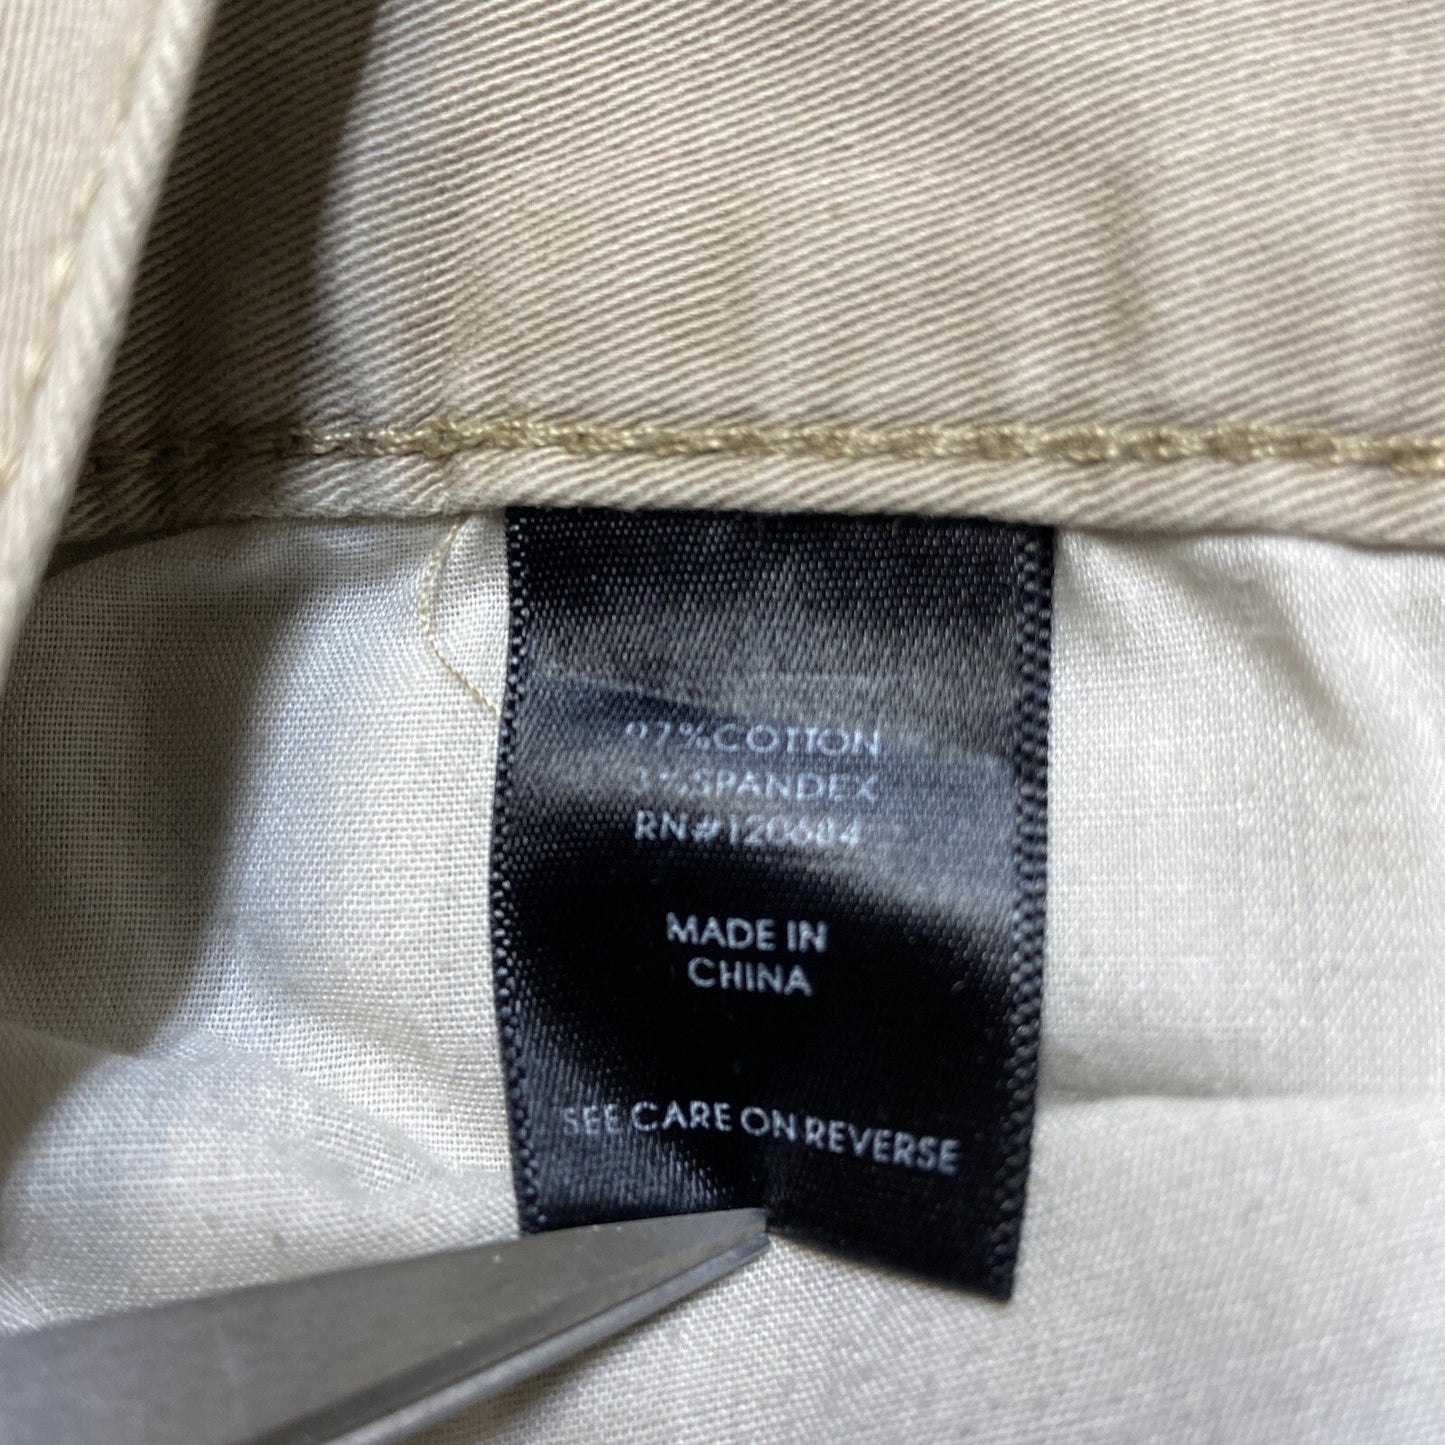 97%COTTON
3%SPANDEX
RN#120684
MADE IN
CHINA
SEE CARE ON REVERSE